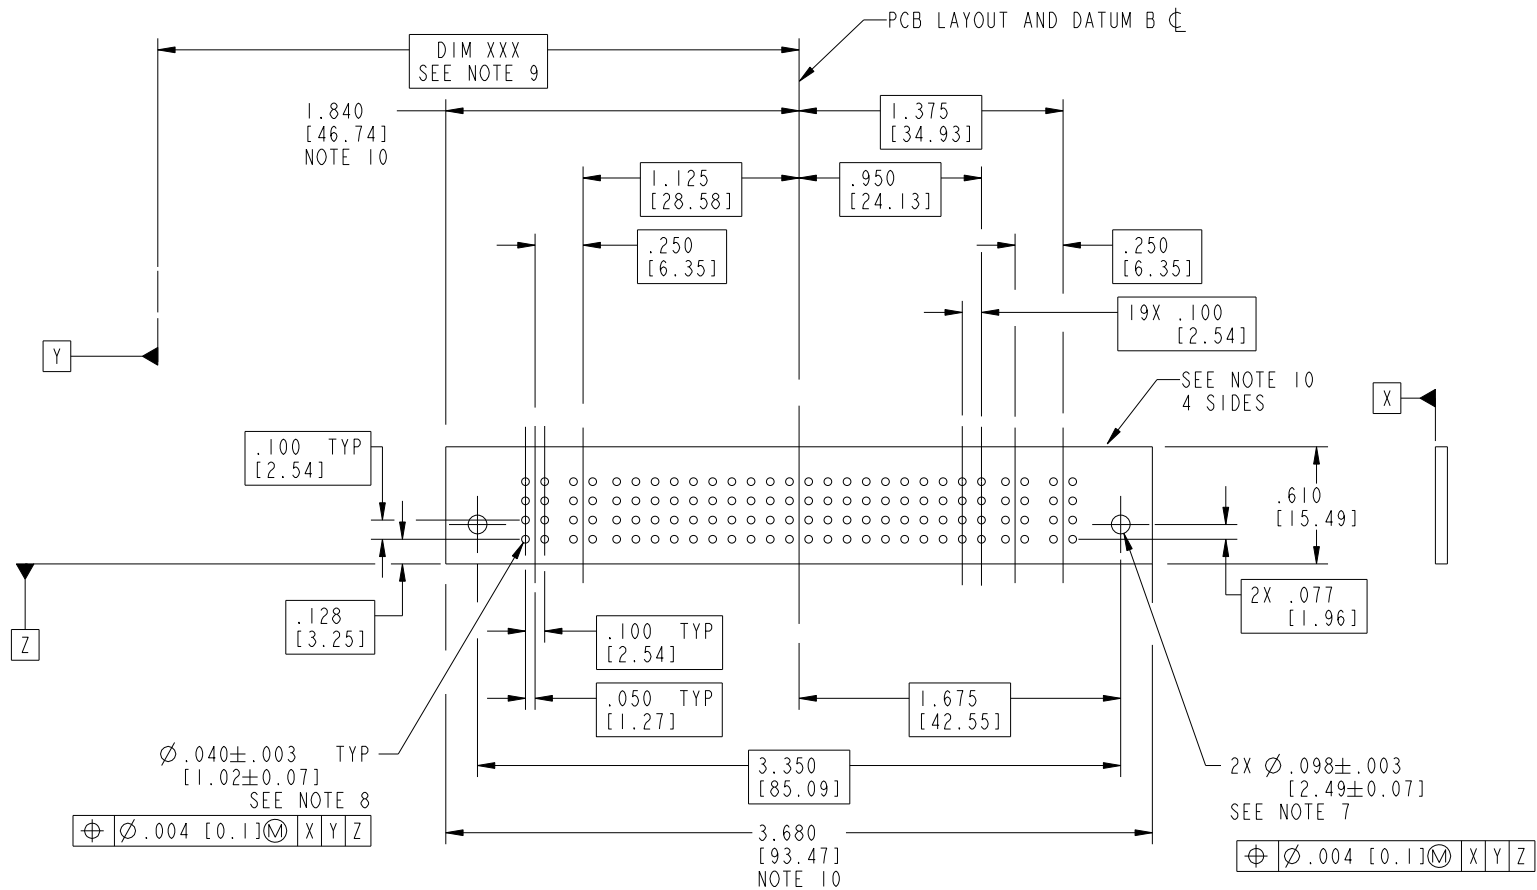 PCB LAYOUT AND DATUM B ℄
DIM XXX
SEE NOTE 9
1.840
[46.74]
NOTE 10
1.375
[34.93]
1.125
[28.58]
.950
[24.13]
.250
[6.35]
.250
[6.35]
19X .100
[2.54]
Y
SEE NOTE 10
4 SIDES
X
.100 TYP
[2.54]
.610
[15.49]
Z
.128
[3.25]
2X .077
[1.96]
.100 TYP
[2.54]
.050 TYP
[1.27]
1.675
[42.55]
Ø.040±.003 TYP
[1.02±0.07]
SEE NOTE 8
⌖ Ø.004 [0.1]Ⓜ X Y Z
3.350
[85.09]
2X Ø.098±.003
[2.49±0.07]
SEE NOTE 7
⌖ Ø.004 [0.1]Ⓜ X Y Z
3.680
[93.47]
NOTE 10